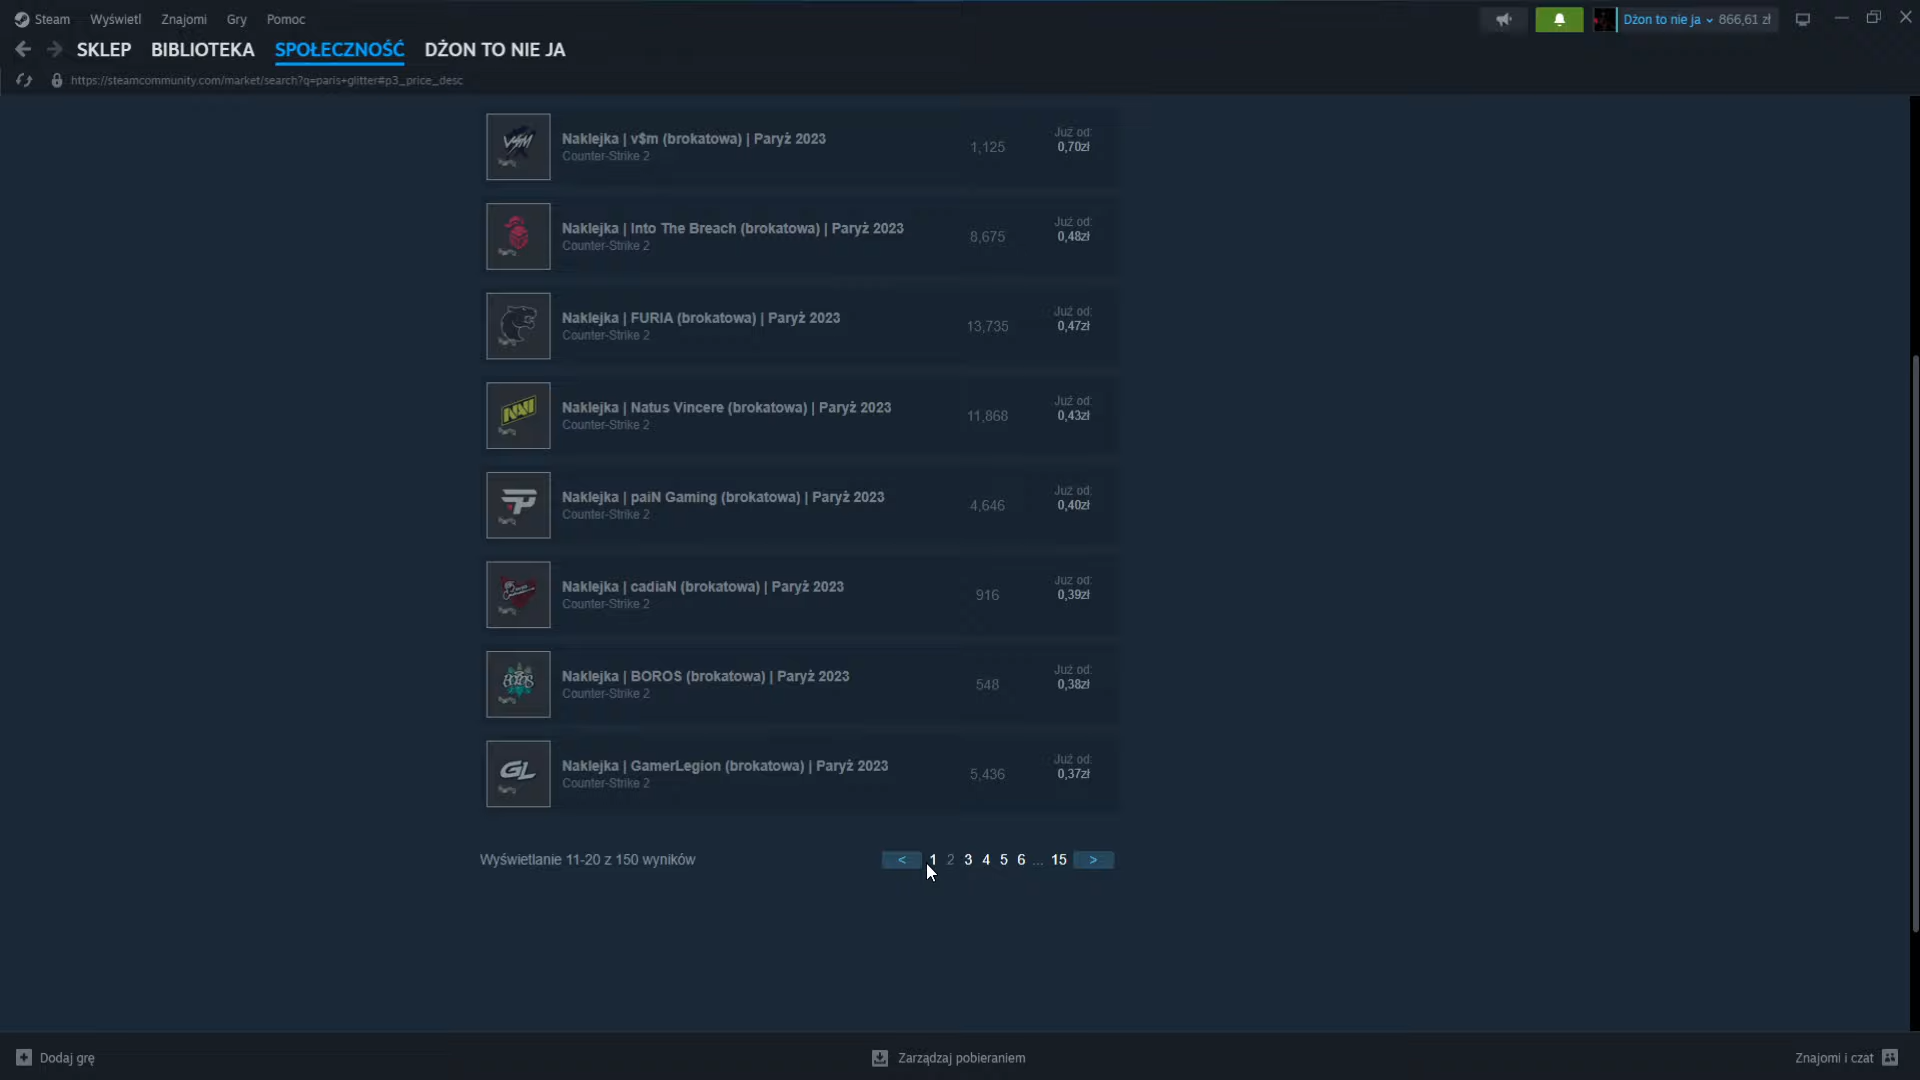 Steam Wyświetl Znajomi Gry Pomoc
Dżon to nie ja 866,61 zł
SKLEP BIBLIOTEKA SPOŁECZNOŚĆ DŻON TO NIE JA
https://steamcommunity.com/market/search?q=paris+glitter#p3_price_desc
Naklejka | v$m (brokatowa) | Paryż 2023
Counter-Strike 2
1,125
Już od:
0,70zł
Naklejka | Into The Breach (brokatowa) | Paryż 2023
Counter-Strike 2
8,675
Już od:
0,48zł
Naklejka | FURIA (brokatowa) | Paryż 2023
Counter-Strike 2
13,735
Już od:
0,47zł
Naklejka | Natus Vincere (brokatowa) | Paryż 2023
Counter-Strike 2
11,868
Już od:
0,43zł
Naklejka | paiN Gaming (brokatowa) | Paryż 2023
Counter-Strike 2
4,646
Już od:
0,40zł
Naklejka | cadiaN (brokatowa) | Paryż 2023
Counter-Strike 2
916
Już od:
0,39zł
Naklejka | BOROS (brokatowa) | Paryż 2023
Counter-Strike 2
548
Już od:
0,38zł
Naklejka | GamerLegion (brokatowa) | Paryż 2023
Counter-Strike 2
5,436
Już od:
0,37zł
Wyświetlanie 11-20 z 150 wyników
< 1 2 3 4 5 6 ... 15 >
Dodaj grę
Zarządzaj pobieraniem
Znajomi i czat